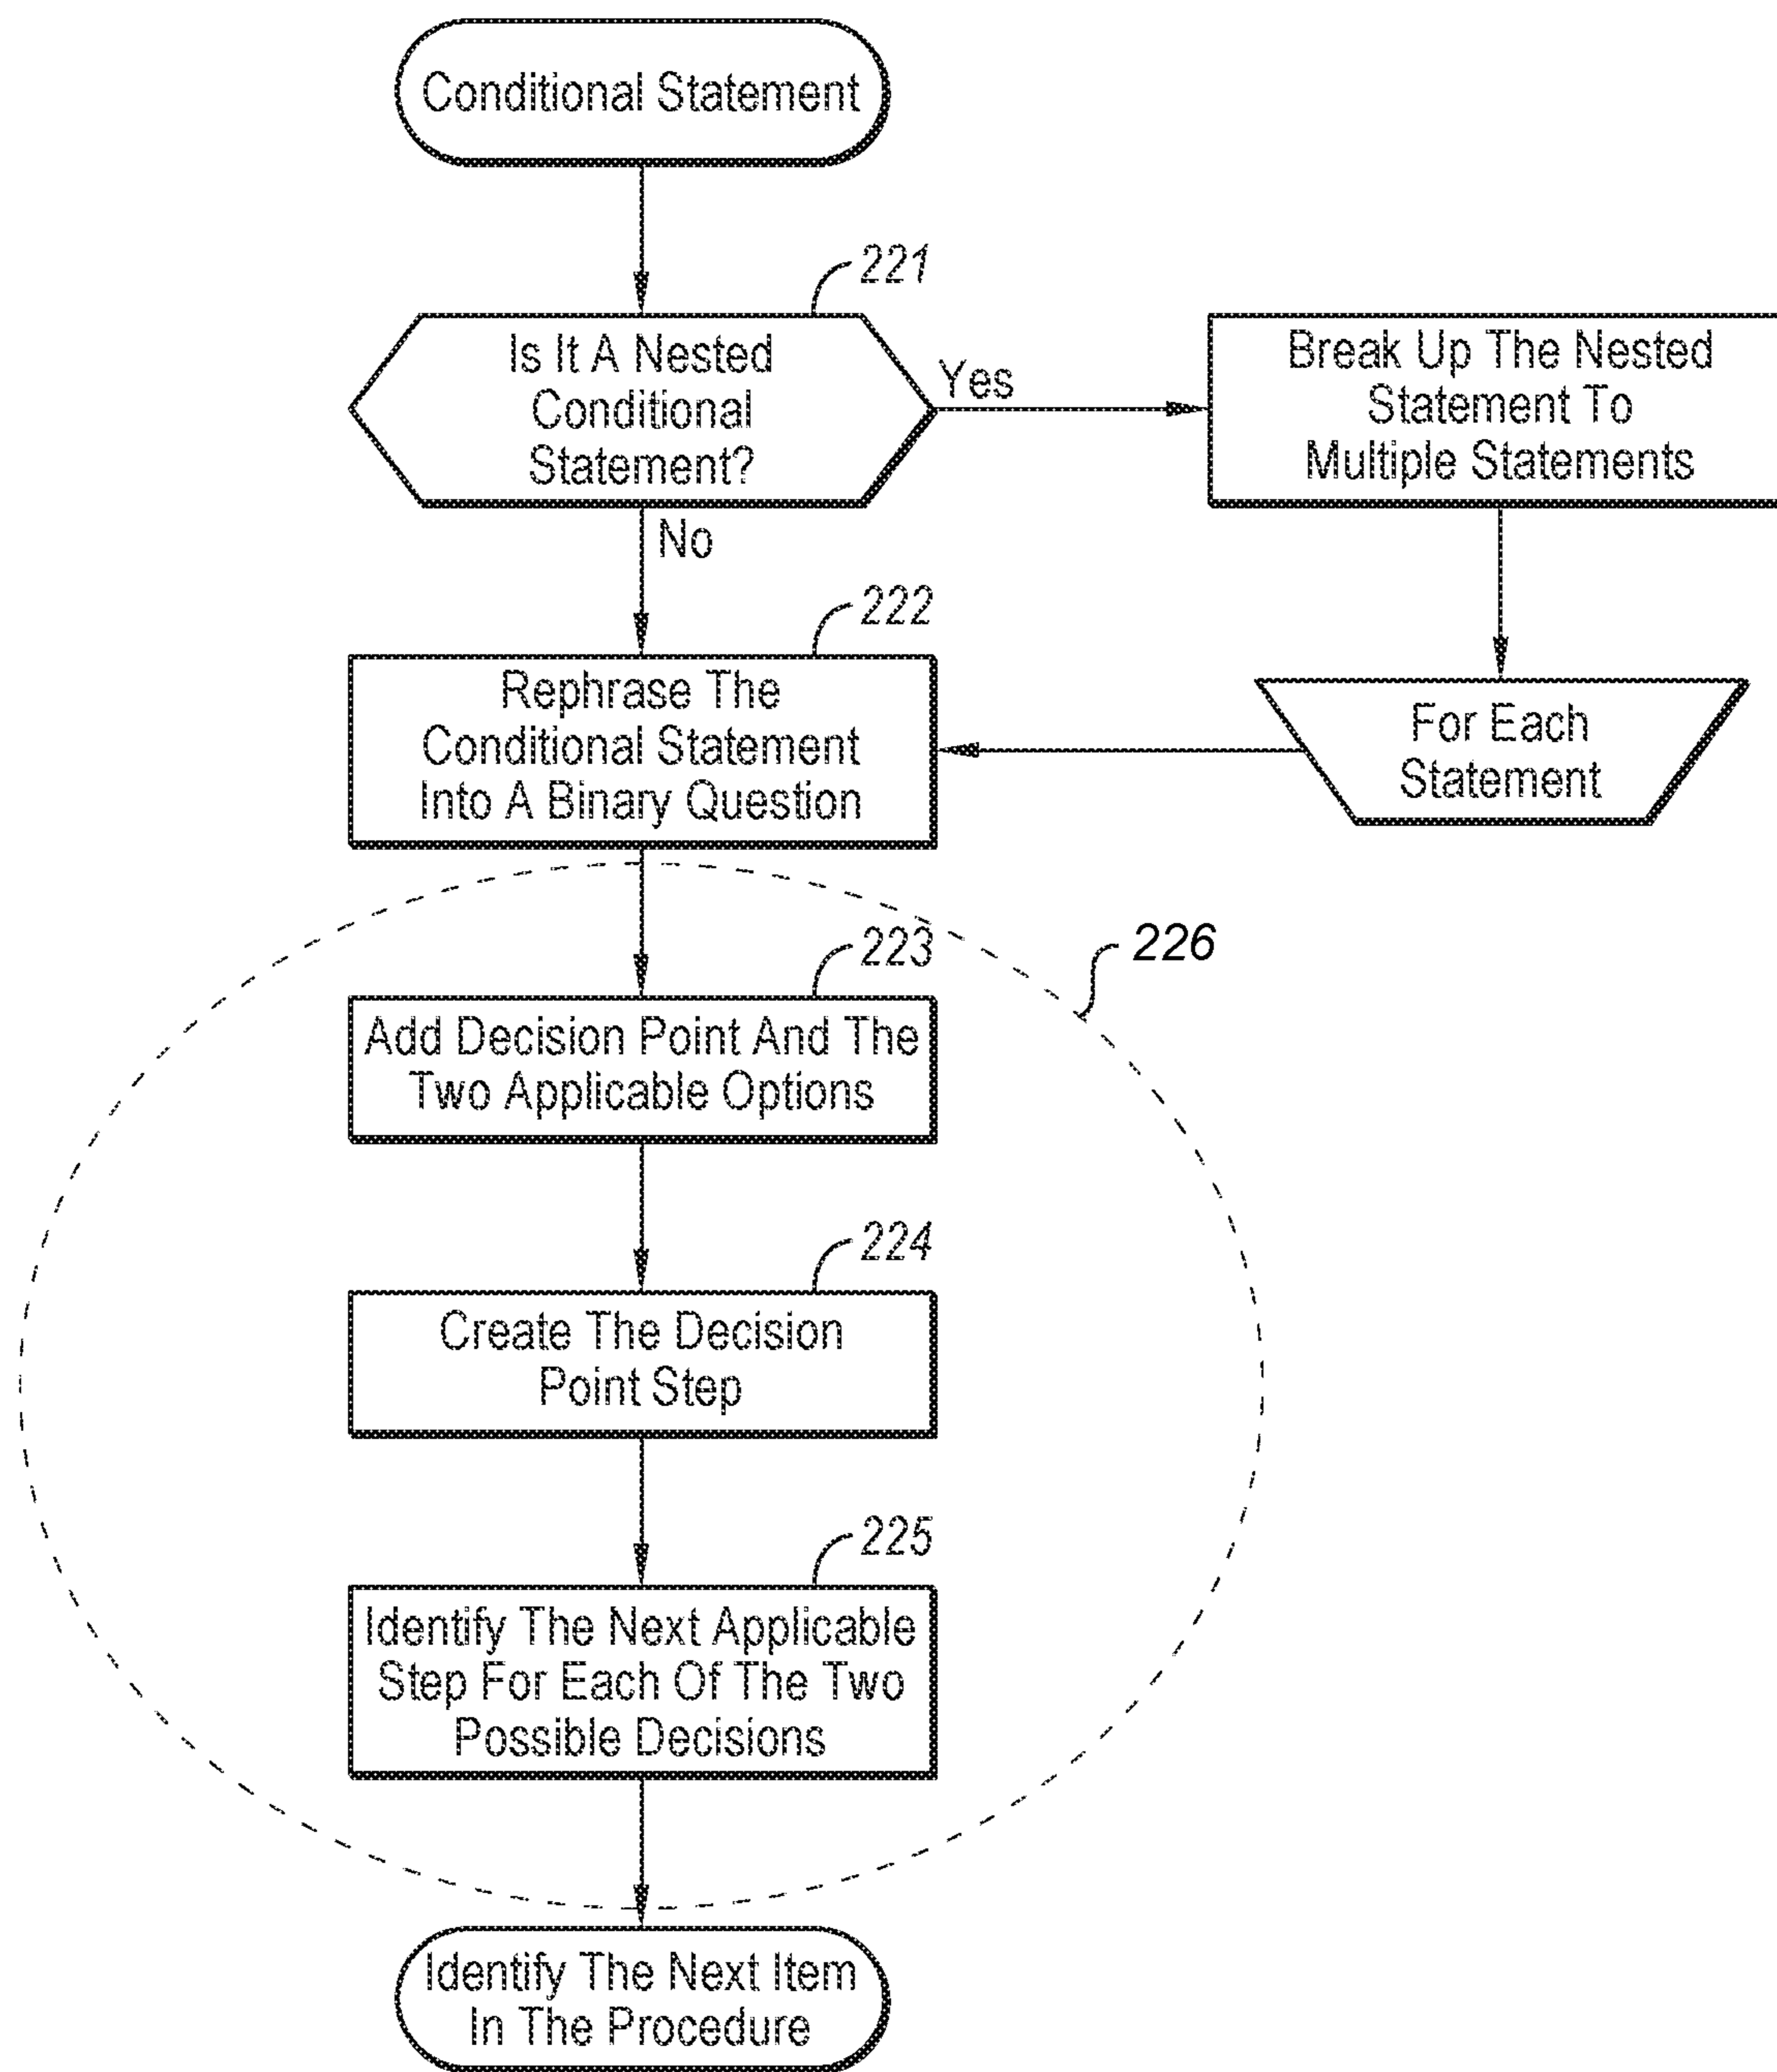 Conditional Statement
221
Is It A Nested
Conditional
Statement?
Yes
Break Up The Nested
Statement To
Multiple Statements
No
222
Rephrase The
Conditional Statement
Into A Binary Question
For Each
Statement
226
223
Add Decision Point And The
Two Applicable Options
224
Create The Decision
Point Step
225
Identify The Next Applicable
Step For Each Of The Two
Possible Decisions
Identify The Next Item
In The Procedure